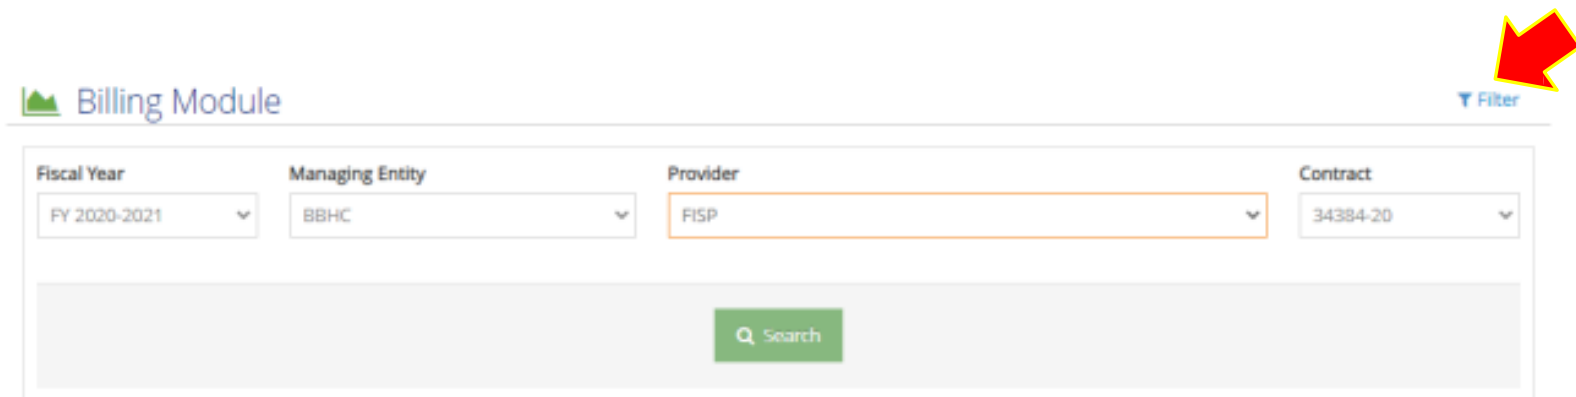 Billing Module
Filter
Fiscal Year Managing Entity Provider Contract
FY 2020-2021 BBHC FISP 34384-20
Search